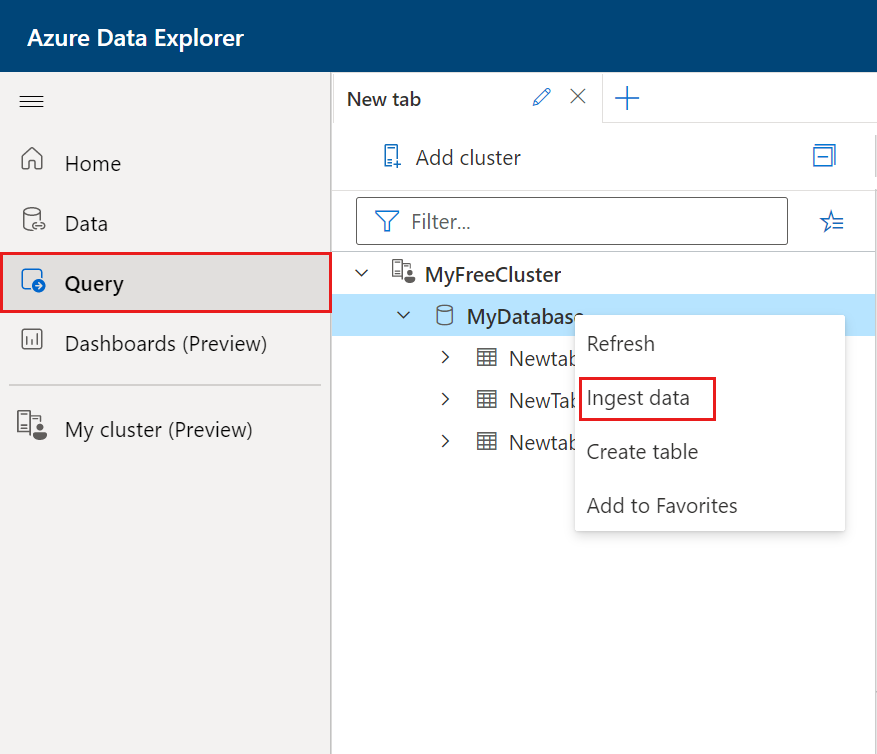 Azure Data Explorer
Home
Data
Query
Dashboards (Preview)
My cluster (Preview)
New tab
Add cluster
Filter...
MyFreeCluster
MyDatabase
Newtab
NewTab
Newtab
Refresh
Ingest data
Create table
Add to Favorites